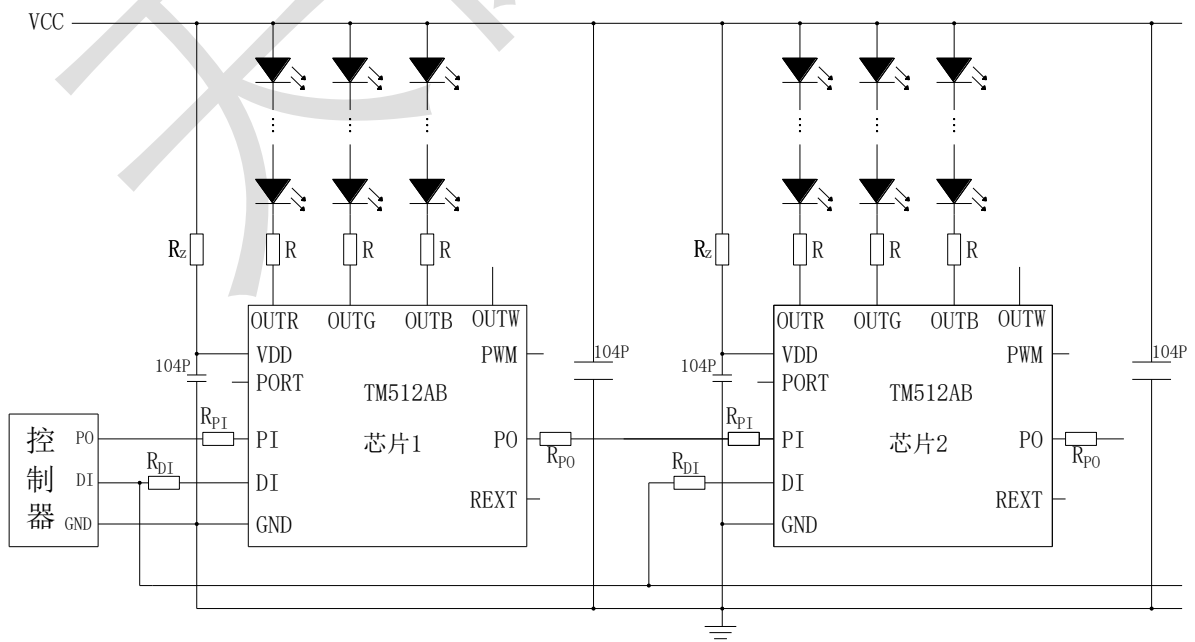 VCC
Rz R R R
Rz R R R
OUTR OUTG OUTB OUTW
OUTR OUTG OUTB OUTW
104P VDD PWM 104P
104P VDD PWM 104P
PORT
PORT
TM512AB
TM512AB
芯片1
芯片2
控制器
PO
DI
GND
RPI PI PO RPO
RPI PI PO RPO
RDI DI
RDI DI
REXT
REXT
GND
GND